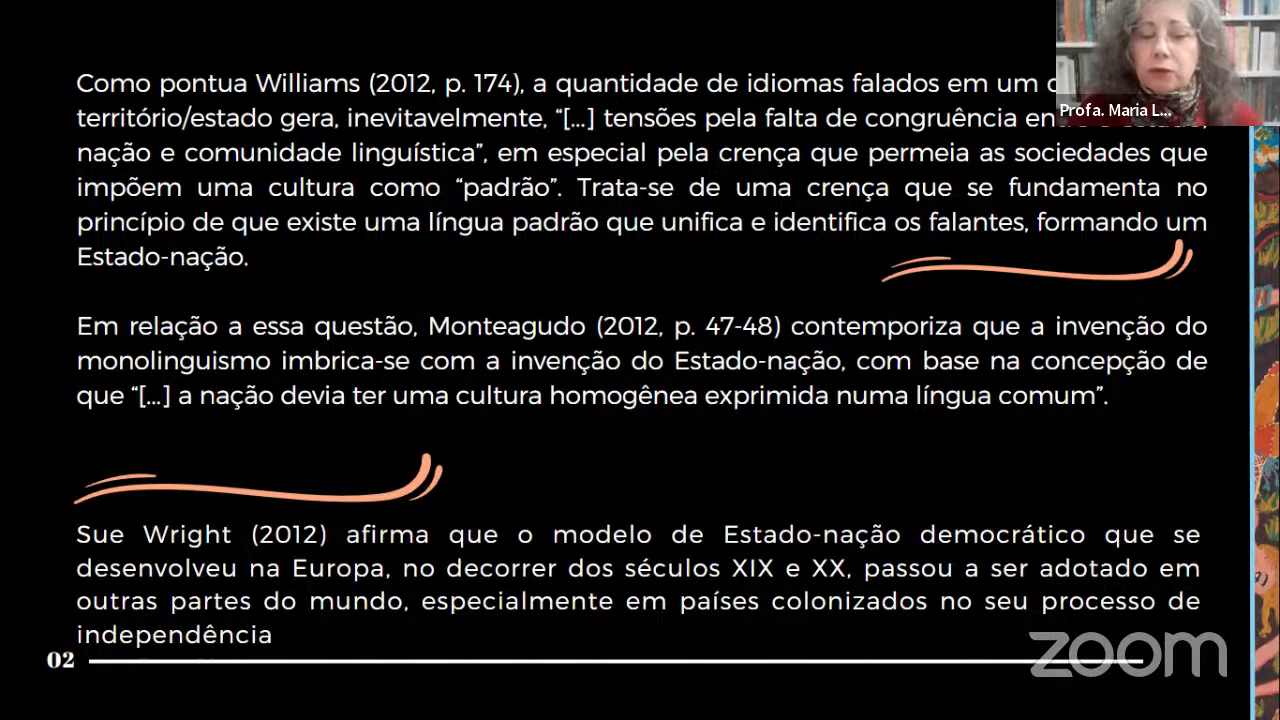 Como pontua Williams (2012, p. 174), a quantidade de idiomas falados em um
Profa. Maria L...
território/estado gera, inevitavelmente, “[...] tensões pela falta de congruência
nação e comunidade linguística”, em especial pela crença que permeia as sociedades que
impõem uma cultura como “padrão”. Trata-se de uma crença que se fundamenta no
princípio de que existe uma língua padrão que unifica e identifica os falantes, formando um
Estado-nação.
Em relação a essa questão, Monteagudo (2012, p. 47-48) contemporiza que a invenção do
monolinguismo imbrica-se com a invenção do Estado-nação, com base na concepção de
que “[...] a nação devia ter uma cultura homogênea exprimida numa língua comum”.
Sue Wright (2012) afirma que o modelo de Estado-nação democrático que se
desenvolveu na Europa, no decorrer dos séculos XIX e XX, passou a ser adotado em
outras partes do mundo, especialmente em países colonizados no seu processo de
independência
02
zoom